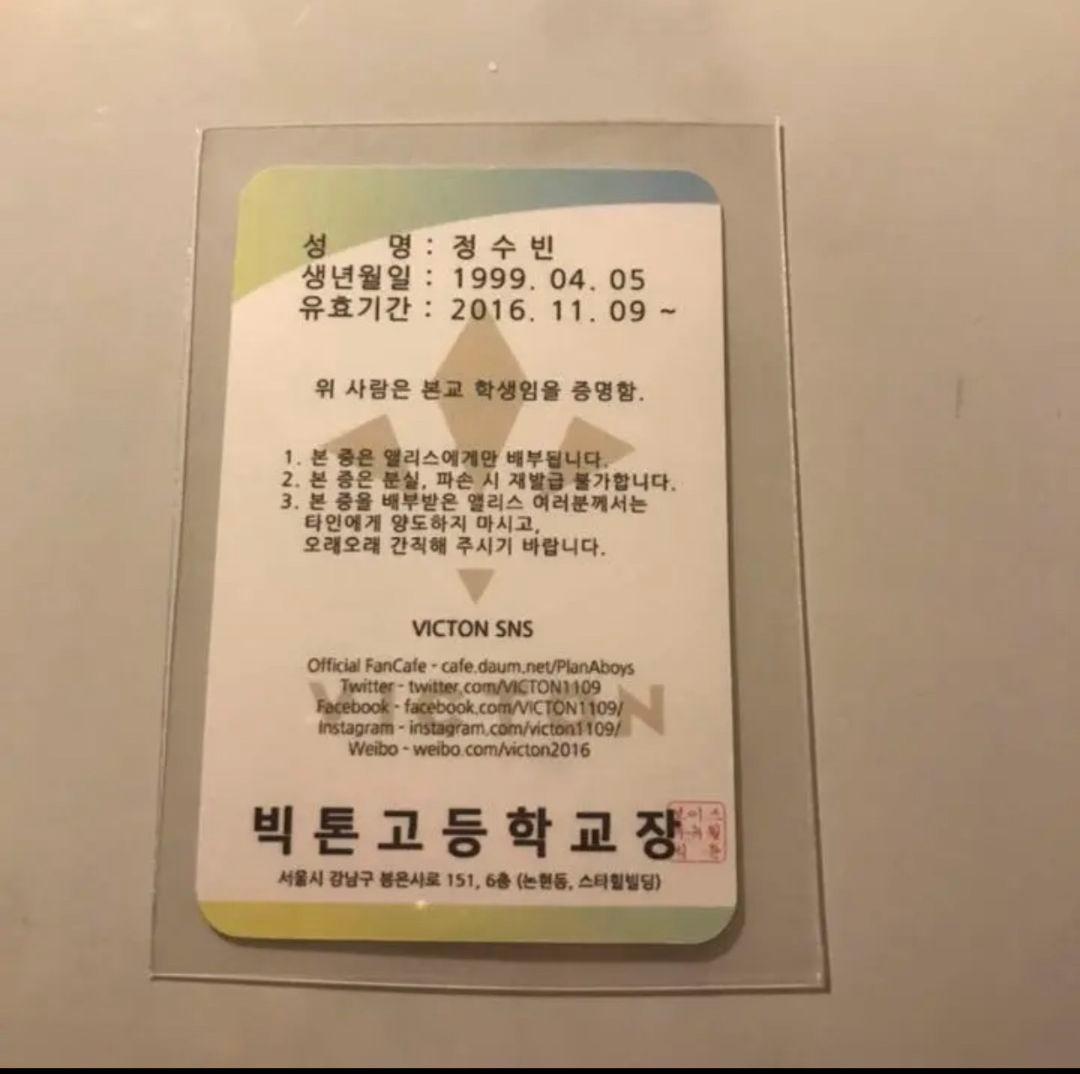 성 명 : 정 수 빈
생년월일 : 1999. 04. 05
유효기간 : 2016. 11. 09 ~
위 사람은 본교 학생임을 증명함.
1. 본 증은 앨리스에게만 배부됩니다.
2. 본 증은 분실, 파손 시 재발급 불가합니다.
3. 본 증을 배부받은 앨리스 여러분께서는
타인에게 양도하지 마시고,
오래오래 간직해 주시기 바랍니다.
VICTON SNS
Official FanCafe - cafe.daum.net/PlanAboys
Twitter - twitter.com/VICTON1109
Facebook - facebook.com/VICTON1109/
Instagram - instagram.com/victon1109/
Weibo - weibo.com/victon2016
VICTON
빅톤고등학교장
서울시 강남구 봉은사로 151, 6층 (논현동, 스타힐빌딩)